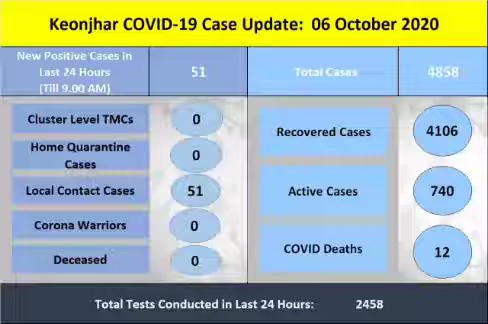 Keonjhar COVID-19 Case Update: 06 October 2020
New Positive Cases in
Last 24 Hours
(Till 9.00 AM)
51
Total Cases
4858
Cluster Level TMCs
0
Home Quarantine
Cases
0
Local Contact Cases
51
Corona Warriors
0
Deceased
0
Recovered Cases
4106
Active Cases
740
COVID Deaths
12
Total Tests Conducted in Last 24 Hours: 2458